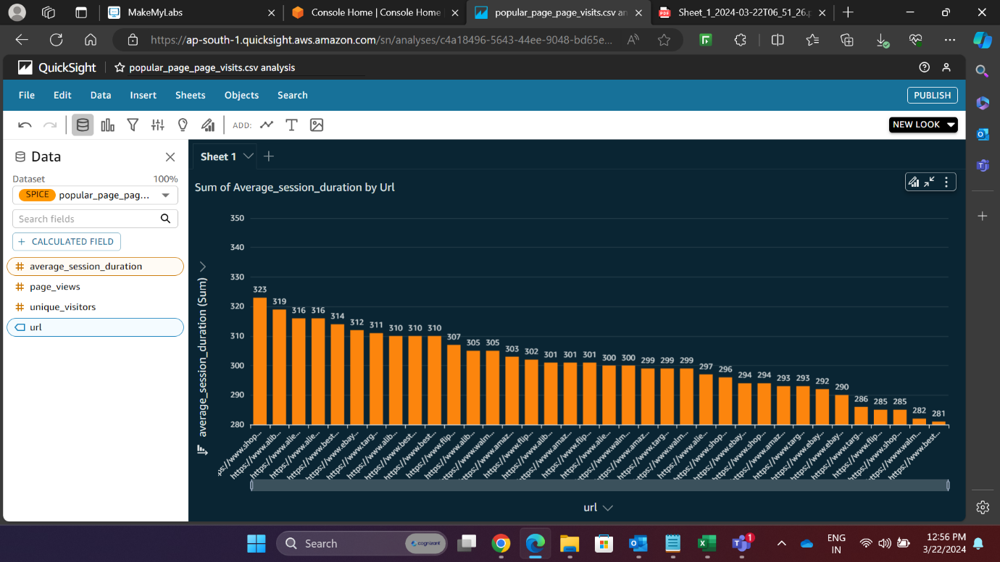 MakeMyLabs
Console Home | Console Home
popular_page_page_visits.csv an
Sheet_1_2024-03-22T06_51_26.p
https://ap-south-1.quicksight.aws.amazon.com/sn/analyses/c4a18496-5643-44ee-9048-bd65e...
QuickSight
popular_page_page_visits.csv analysis
File Edit Data Insert Sheets Objects Search
PUBLISH
ADD:
NEW LOOK
Data
Dataset 100%
SPICE popular_page_pag...
Search fields
+ CALCULATED FIELD
# average_session_duration
# page_views
# unique_visitors
url
Sheet 1
Sum of Average_session_duration by Url
average_session_duration (Sum)
350
340
330
320
310
300
290
280
323 319 316 316 314 312 311 310 310 310 307 305 305 303 302 301 301 301 300 300 299 299 299 297 296 294 294 293 293 292 290 286 285 285 282 281
ps://www.shop...
https://www.alib...
https://www.alie...
https://www.alie...
https://www.best...
https://www.ebay...
https://www.targ...
https://www.alib...
https://www.best...
https://www.best...
https://www.flip...
https://www.alib...
https://www.walm...
https://www.amaz...
https://www.flip...
https://www.alib...
https://www.amaz...
https://www.flip...
https://www.alie...
https://www.walm...
https://www.amaz...
https://www.targ...
https://www.walm...
https://www.alie...
https://www.shop...
https://www.ebay...
https://www.shop...
https://www.amaz...
https://www.targ...
https://www.ebay...
https://www.ebay...
https://www.targ...
https://www.flip...
https://www.shop...
https://www.walm...
https://www.best...
url
Search
cognizant
1
ENG
IN
12:56 PM
3/22/2024